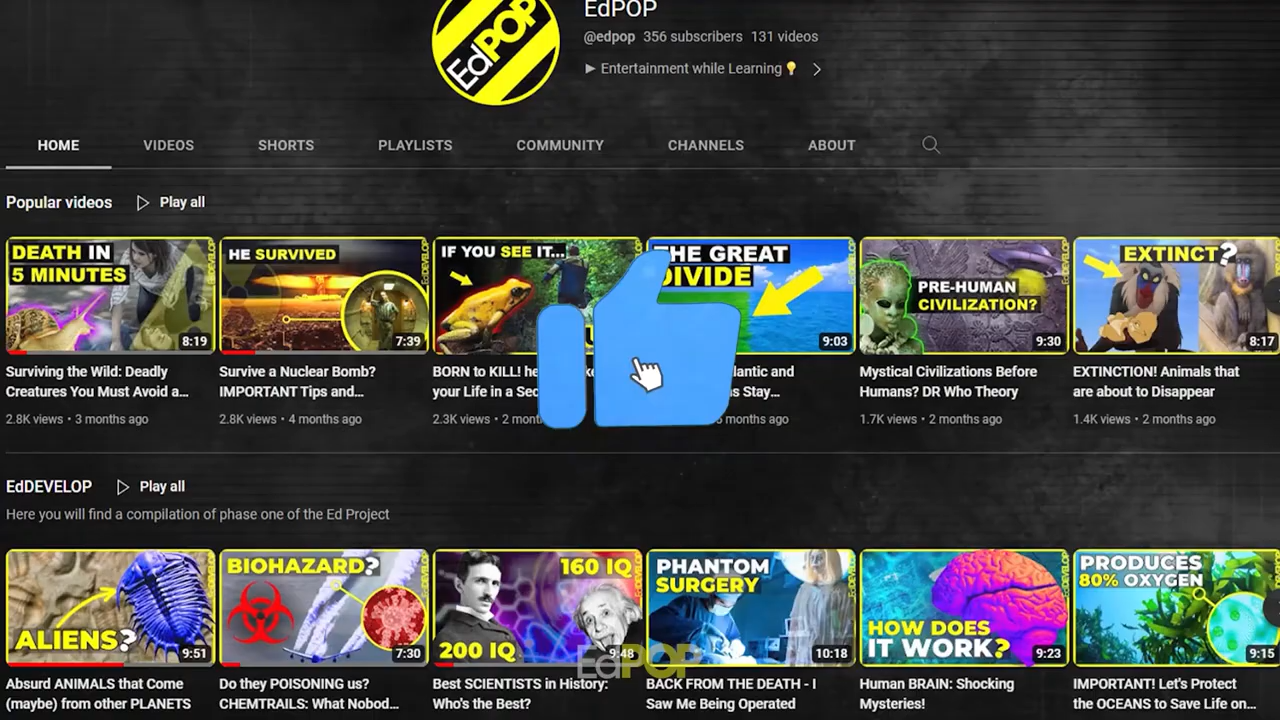 EdPOP
EdPOP
@edpop 356 subscribers 131 videos
Entertainment while Learning
HOME VIDEOS SHORTS PLAYLISTS COMMUNITY CHANNELS ABOUT
Popular videos Play all
DEATH IN
5 MINUTES
8:19
HE SURVIVED
7:39
IF YOU SEE IT...
THE GREAT
DIVIDE
9:03
PRE-HUMAN
CIVILIZATION?
9:30
EXTINCT?
8:17
Surviving the Wild: Deadly
Creatures You Must Avoid a...
2.8K views • 3 months ago
Survive a Nuclear Bomb?
IMPORTANT Tips and...
2.8K views • 4 months ago
BORN to KILL!
your Life in a
2.3K views • 2
and
Stay...
months ago
Mystical Civilizations Before
Humans? DR Who Theory
1.7K views • 2 months ago
EXTINCTION! Animals that
are about to Disappear
1.4K views • 2 months ago
EdDEVELOP Play all
Here you will find a compilation of phase one of the Ed Project
ALIENS?
9:51
BIOHAZARD?
7:30
160 IQ
200 IQ
9:48
PHANTOM
SURGERY
10:18
HOW DOES
IT WORK?
9:23
PRODUCES
80% OXYGEN
9:15
EdPOP
Absurd ANIMALS that Come
(maybe) from other PLANETS
Do they POISONING us?
CHEMTRAILS: What Nobod...
Best SCIENTISTS in History:
Who's the Best?
BACK FROM THE DEATH - I
Saw Me Being Operated
Human BRAIN: Shocking
Mysteries!
IMPORTANT! Let's Protect
the OCEANS to Save Life on...